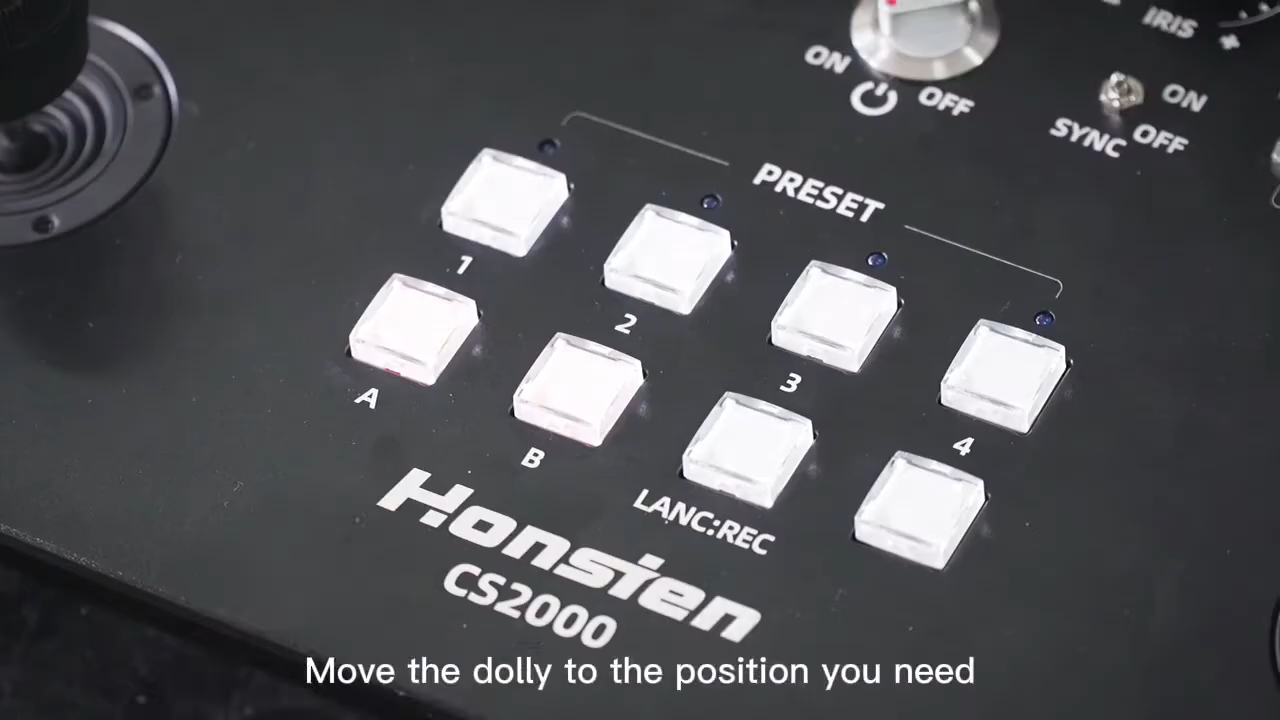 IRIS
+
ON
OFF
ON
SYNC
OFF
PRESET
1
2
3
4
A
B
LANC:REC
Honsien
CS2000
Move the dolly to the position you need